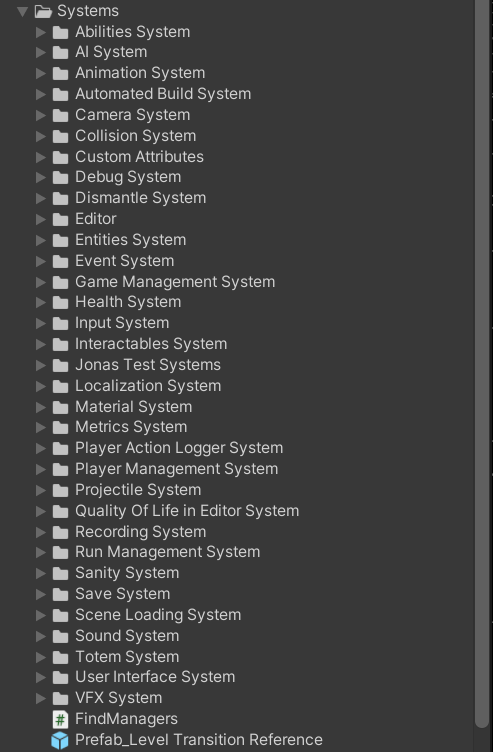 Systems
Abilities System
AI System
Animation System
Automated Build System
Camera System
Collision System
Custom Attributes
Debug System
Dismantle System
Editor
Entities System
Event System
Game Management System
Health System
Input System
Interactables System
Jonas Test Systems
Localization System
Material System
Metrics System
Player Action Logger System
Player Management System
Projectile System
Quality Of Life in Editor System
Recording System
Run Management System
Sanity System
Save System
Scene Loading System
Sound System
Totem System
User Interface System
VFX System
# FindManagers
Prefab_Level Transition Reference